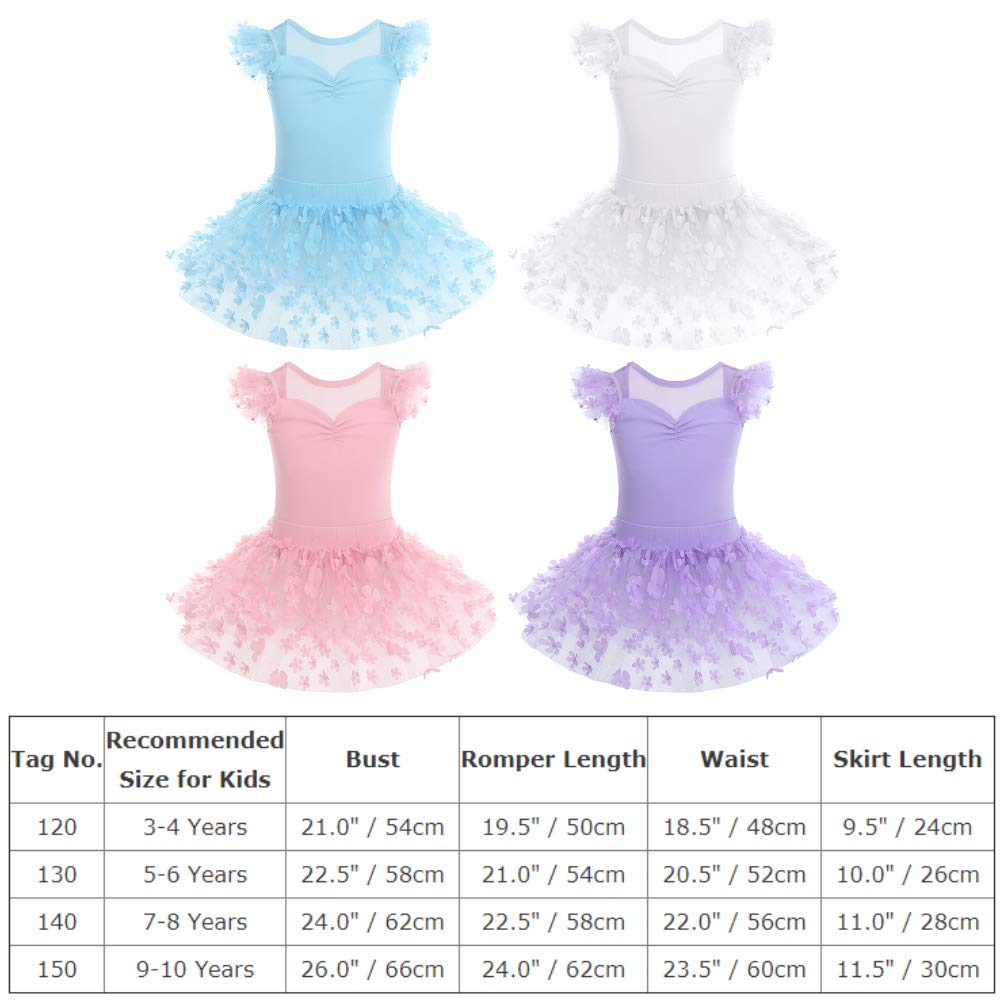 Tag No. Recommended Size for Kids Bust Romper Length Waist Skirt Length
120 3-4 Years 21.0" / 54cm 19.5" / 50cm 18.5" / 48cm 9.5" / 24cm
130 5-6 Years 22.5" / 58cm 21.0" / 54cm 20.5" / 52cm 10.0" / 26cm
140 7-8 Years 24.0" / 62cm 22.5" / 58cm 22.0" / 56cm 11.0" / 28cm
150 9-10 Years 26.0" / 66cm 24.0" / 62cm 23.5" / 60cm 11.5" / 30cm